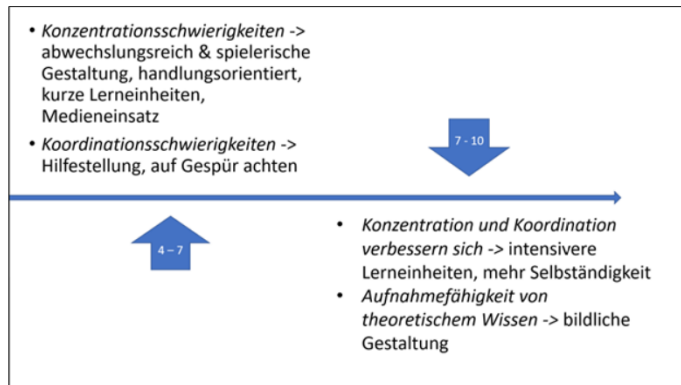 • Konzentrationsschwierigkeiten ->
abwechslungsreich & spielerische
Gestaltung, handlungsorientiert,
kurze Lerneinheiten,
Medieneinsatz
• Koordinationsschwierigkeiten ->
Hilfestellung, auf Gespür achten
7 - 10
4 – 7
• Konzentration und Koordination
verbessern sich -> intensivere
Lerneinheiten, mehr Selbständigkeit
• Aufnahmefähigkeit von
theoretischem Wissen -> bildliche
Gestaltung